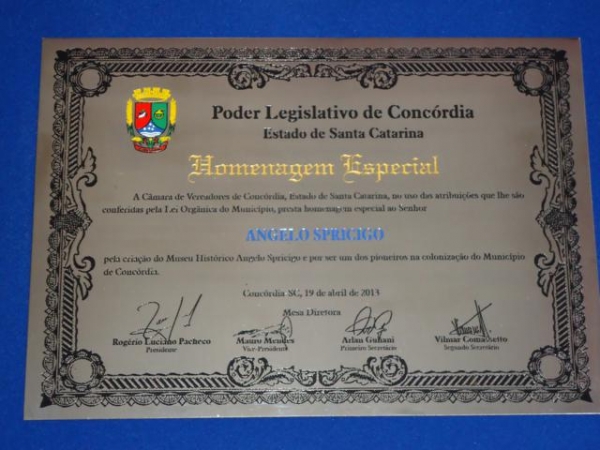 Poder Legislativo de Concórdia
Estado de Santa Catarina
Homenagem Especial
A Câmara de Vereadores de Concórdia, Estado de Santa Catarina, no uso das atribuições que lhe são
conferidas pela Lei Orgânica do Município, presta homenagem especial ao Senhor
ANGELO SPRICIGO
pela criação do Museu Histórico Angelo Spricigo e por ser um dos pioneiros na colonização do Município
de Concórdia.
Concórdia SC, 19 de abril de 2013
Mesa Diretora
Rogério Luciano Pacheco
Presidente
Mauro Mendes
Vice-Presidente
Arlan Guliani
Primeiro Secretário
Vilmar Comachetto
Segundo Secretário